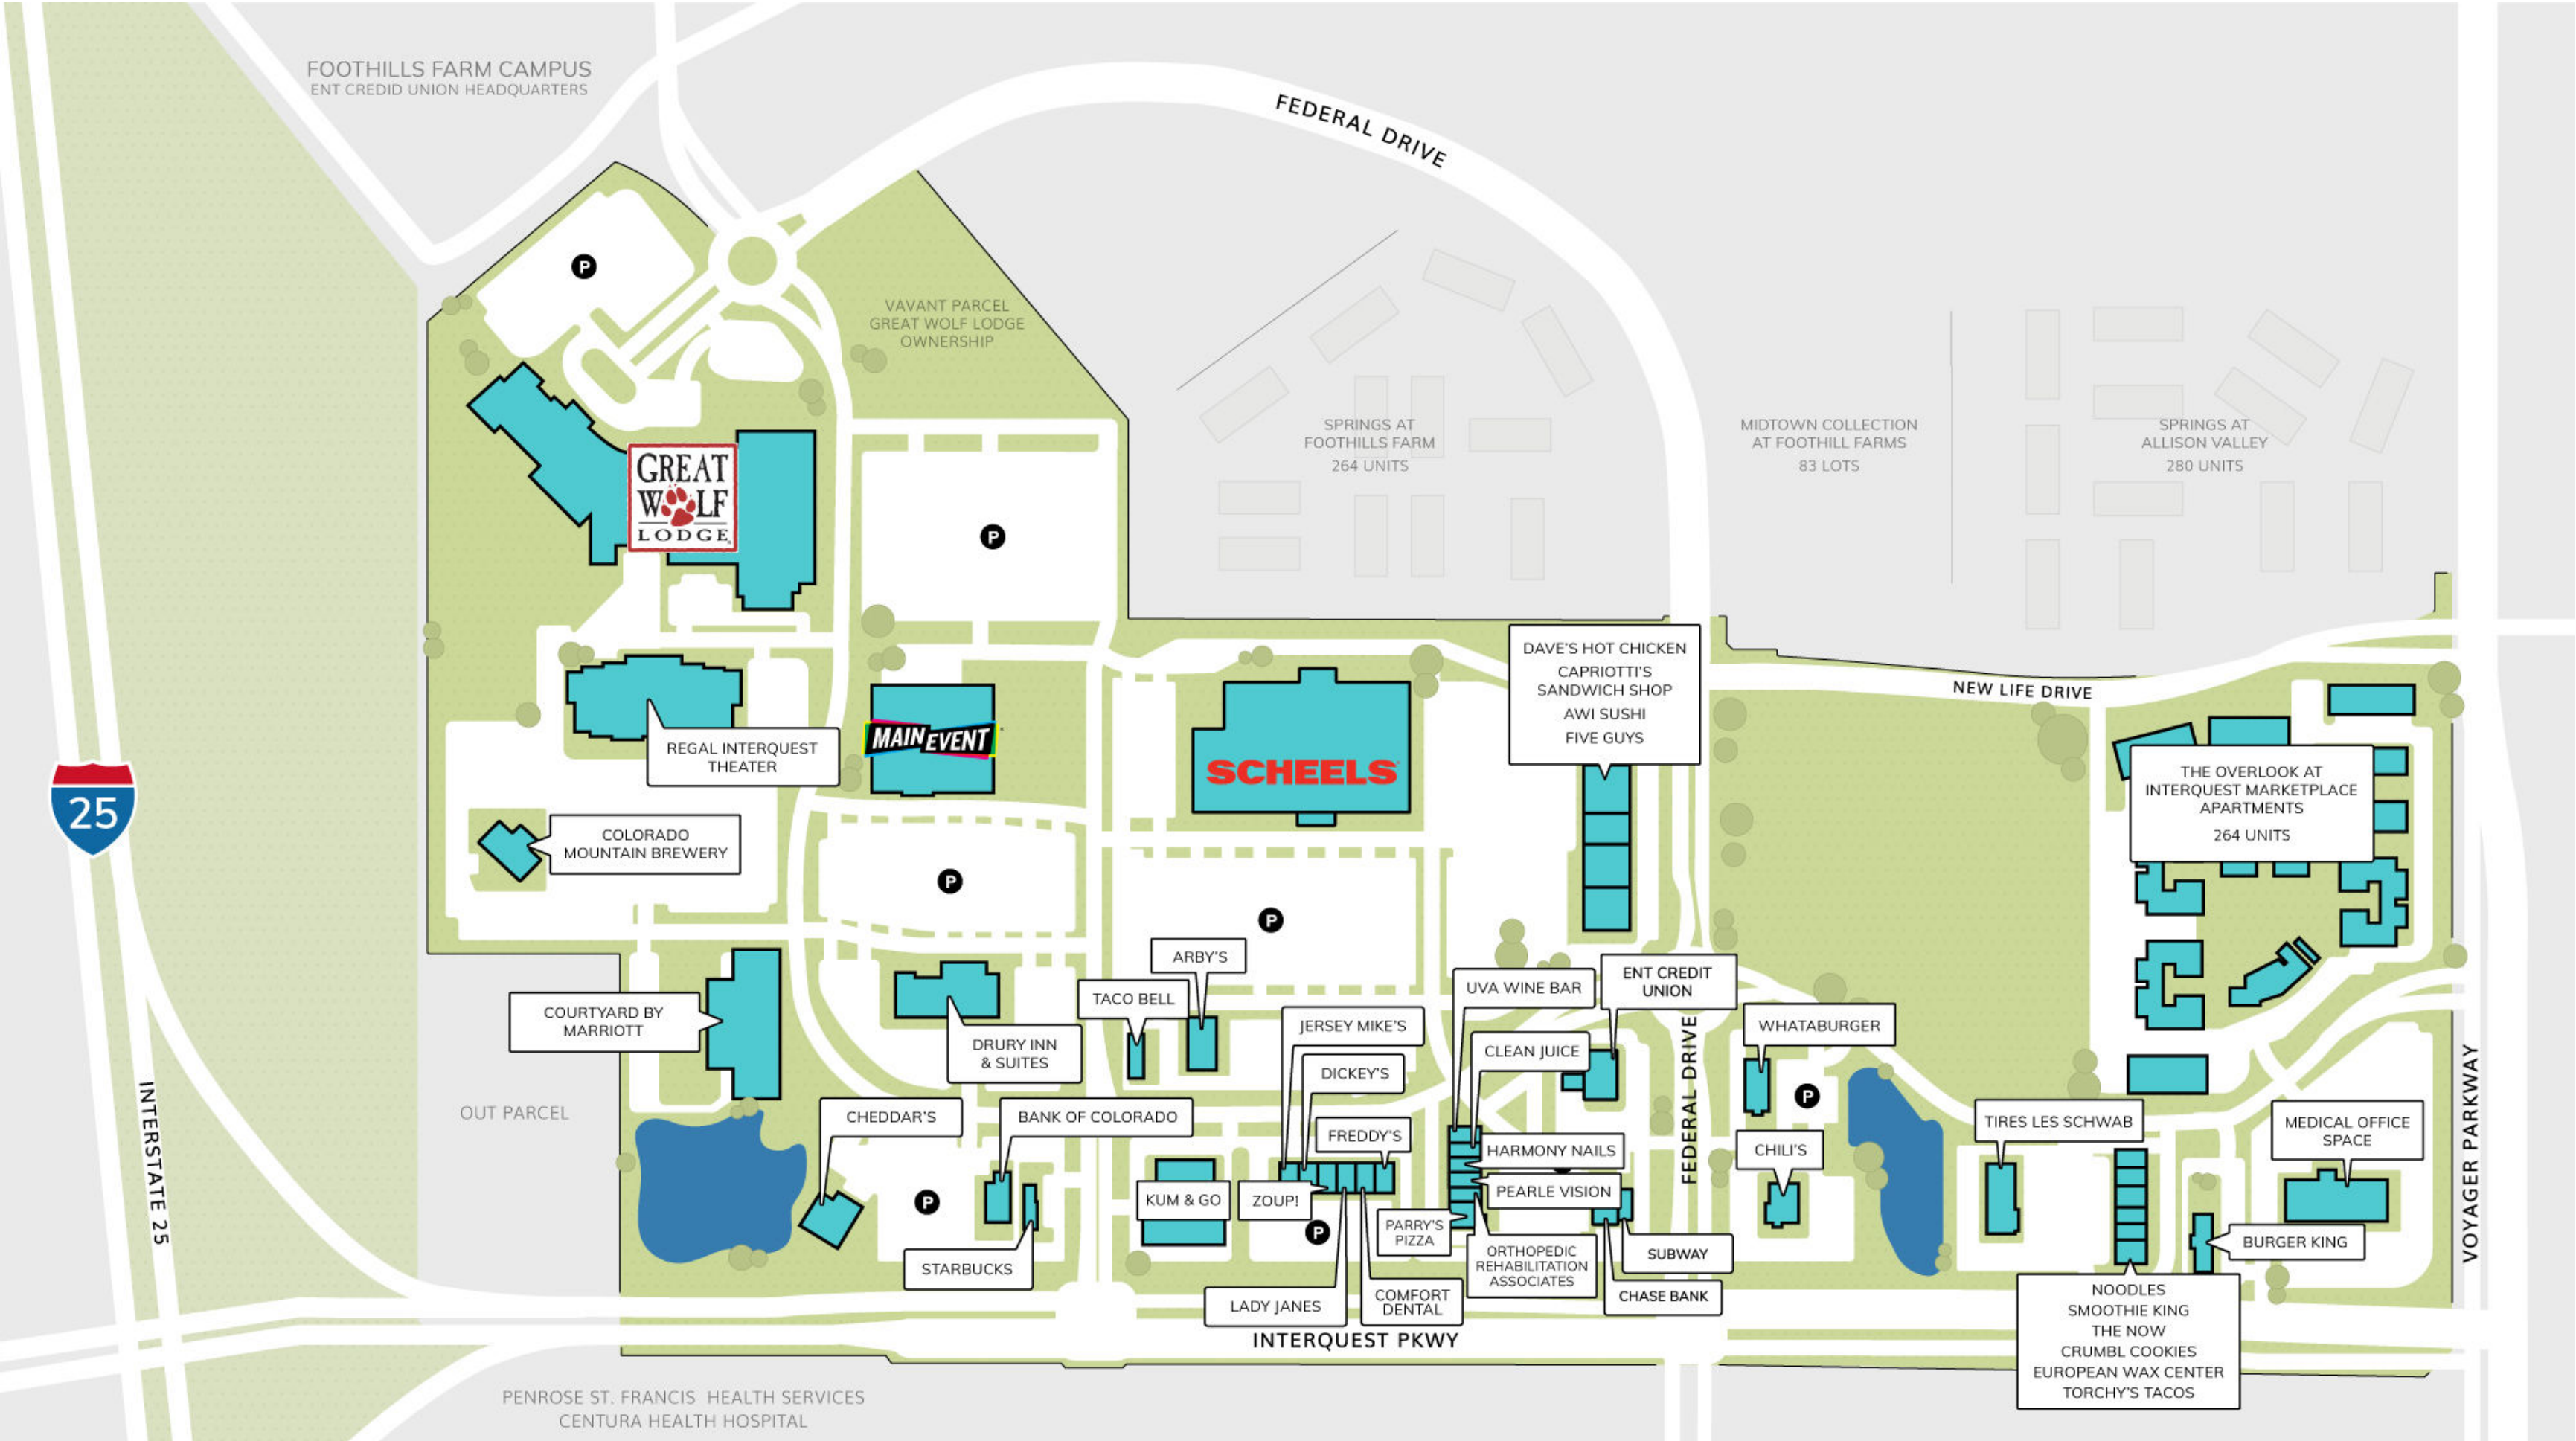 FOOTHILLS FARM CAMPUS
ENT CREDID UNION HEADQUARTERS
FEDERAL DRIVE
P
VAVANT PARCEL
GREAT WOLF LODGE
OWNERSHIP
SPRINGS AT
FOOTHILLS FARM
264 UNITS
MIDTOWN COLLECTION
AT FOOTHILL FARMS
83 LOTS
SPRINGS AT
ALLISON VALLEY
280 UNITS
GREAT
WOLF
LODGE
P
DAVE'S HOT CHICKEN
CAPRIOTTI'S
SANDWICH SHOP
AWI SUSHI
FIVE GUYS
NEW LIFE DRIVE
REGAL INTERQUEST
THEATER
MAIN EVENT
SCHEELS
THE OVERLOOK AT
INTERQUEST MARKETPLACE
APARTMENTS
264 UNITS
25
COLORADO
MOUNTAIN BREWERY
P
P
ARBY'S
TACO BELL
UVA WINE BAR
ENT CREDIT
UNION
COURTYARD BY
MARRIOTT
DRURY INN
& SUITES
JERSEY MIKE'S
CLEAN JUICE
WHATABURGER
DICKEY'S
FEDERAL DRIVE
P
INTERSTATE 25
OUT PARCEL
CHEDDAR'S
BANK OF COLORADO
FREDDY'S
HARMONY NAILS
CHILI'S
TIRES LES SCHWAB
MEDICAL OFFICE
SPACE
VOYAGER PARKWAY
P
KUM & GO
ZOUP!
PEARLE VISION
P
PARRY'S
PIZZA
ORTHOPEDIC
REHABILITATION
ASSOCIATES
SUBWAY
BURGER KING
STARBUCKS
LADY JANES
COMFORT
DENTAL
CHASE BANK
INTERQUEST PKWY
NOODLES
SMOOTHIE KING
THE NOW
CRUMBL COOKIES
EUROPEAN WAX CENTER
TORCHY'S TACOS
PENROSE ST. FRANCIS HEALTH SERVICES
CENTURA HEALTH HOSPITAL